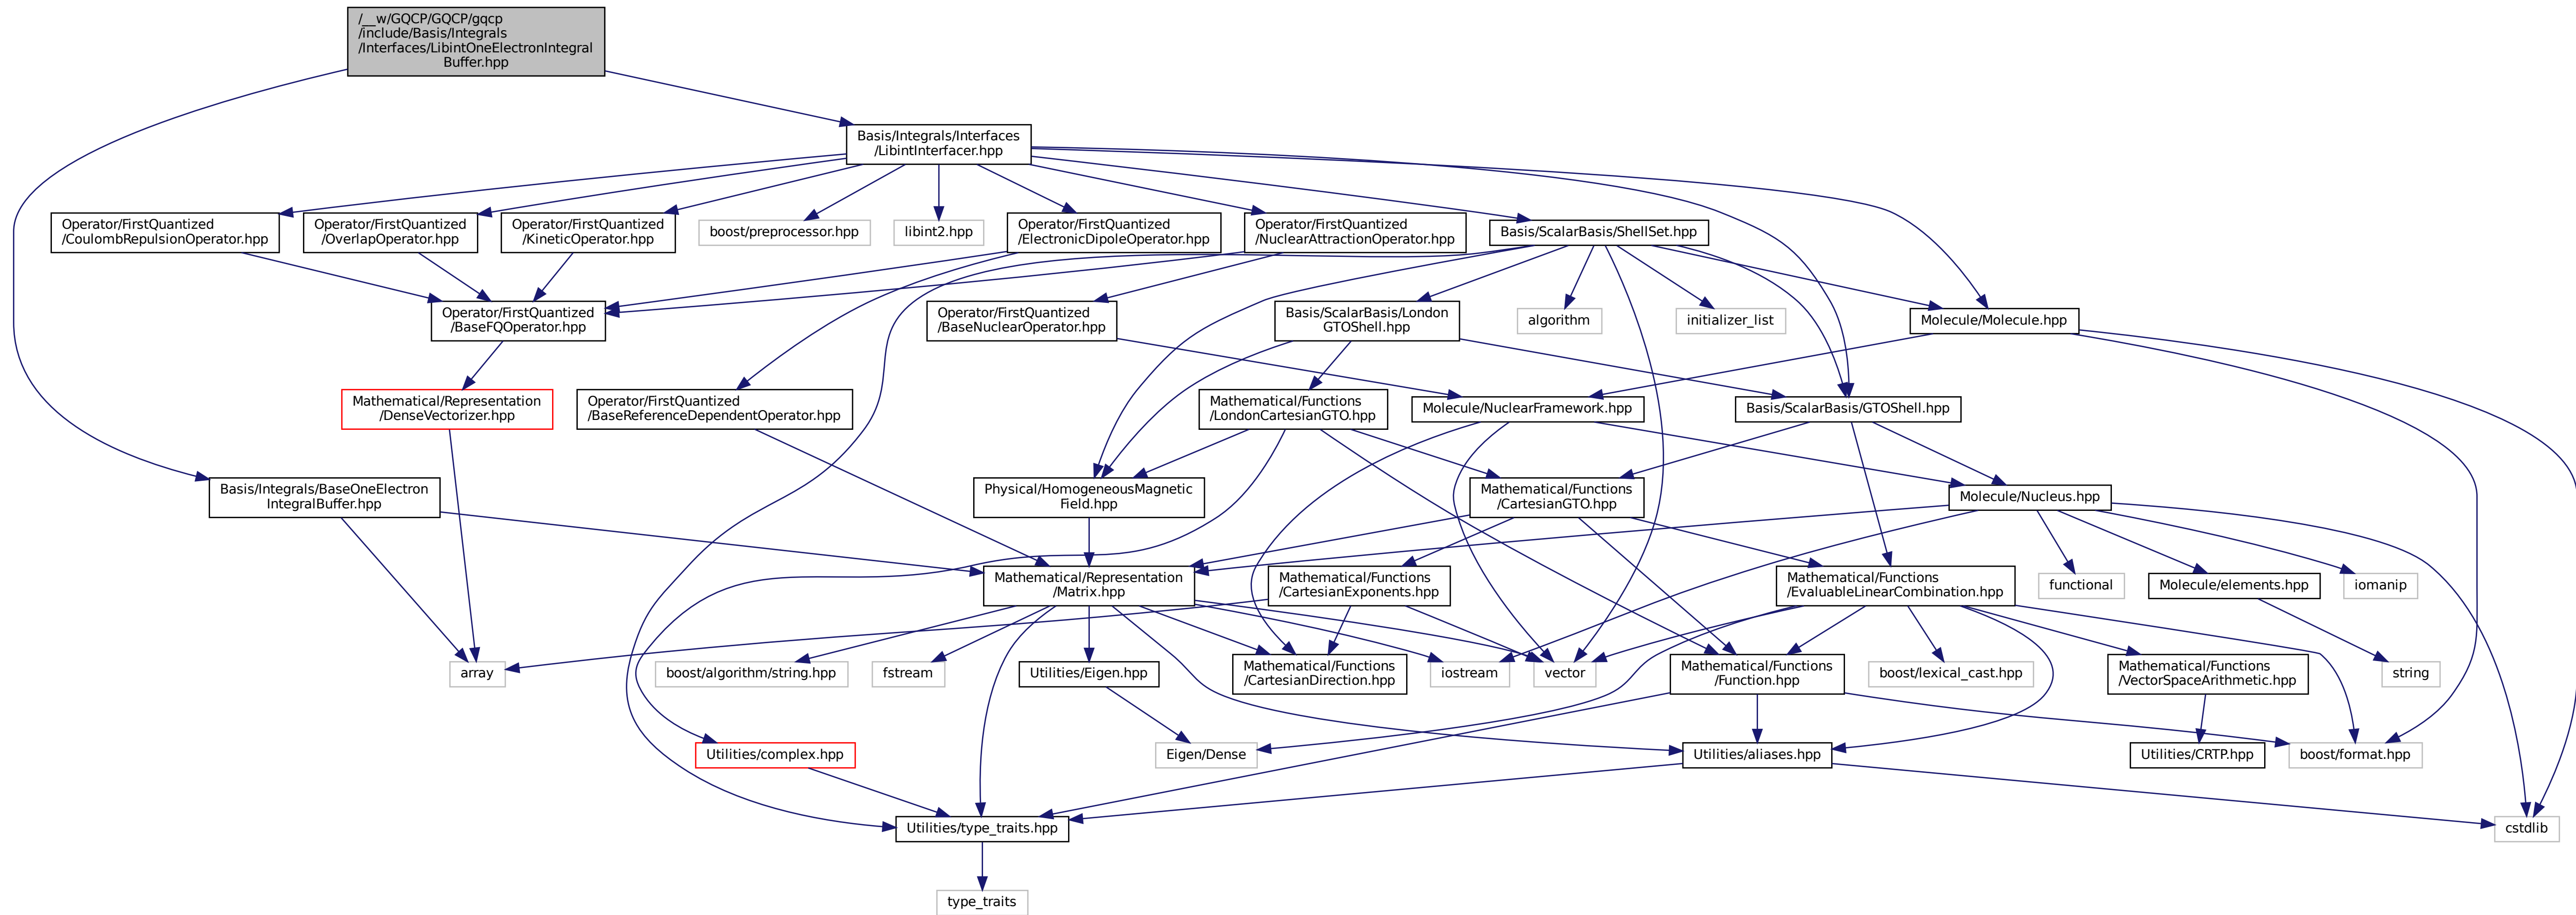 /__w/GQCP/GQCP/gqcp
/include/Basis/Integrals
/Interfaces/LibintOneElectronIntegral
Buffer.hpp
Basis/Integrals/Interfaces
/LibintInterfacer.hpp
Operator/FirstQuantized
/CoulombRepulsionOperator.hpp
Operator/FirstQuantized
/OverlapOperator.hpp
Operator/FirstQuantized
/KineticOperator.hpp
boost/preprocessor.hpp
libint2.hpp
Operator/FirstQuantized
/ElectronicDipoleOperator.hpp
Operator/FirstQuantized
/NuclearAttractionOperator.hpp
Basis/ScalarBasis/ShellSet.hpp
Operator/FirstQuantized
/BaseFQOperator.hpp
Operator/FirstQuantized
/BaseNuclearOperator.hpp
Basis/ScalarBasis/London
GTOShell.hpp
algorithm
initializer_list
Molecule/Molecule.hpp
Mathematical/Representation
/DenseVectorizer.hpp
Operator/FirstQuantized
/BaseReferenceDependentOperator.hpp
Mathematical/Functions
/LondonCartesianGTO.hpp
Molecule/NuclearFramework.hpp
Basis/ScalarBasis/GTOShell.hpp
Basis/Integrals/BaseOneElectron
IntegralBuffer.hpp
Physical/HomogeneousMagnetic
Field.hpp
Mathematical/Functions
/CartesianGTO.hpp
Molecule/Nucleus.hpp
Mathematical/Representation
/Matrix.hpp
Mathematical/Functions
/CartesianExponents.hpp
Mathematical/Functions
/EvaluableLinearCombination.hpp
functional
Molecule/elements.hpp
iomanip
array
boost/algorithm/string.hpp
fstream
Utilities/Eigen.hpp
Mathematical/Functions
/CartesianDirection.hpp
iostream
vector
Mathematical/Functions
/Function.hpp
boost/lexical_cast.hpp
Mathematical/Functions
/VectorSpaceArithmetic.hpp
string
Utilities/complex.hpp
Eigen/Dense
Utilities/aliases.hpp
Utilities/CRTP.hpp
boost/format.hpp
Utilities/type_traits.hpp
cstdlib
type_traits